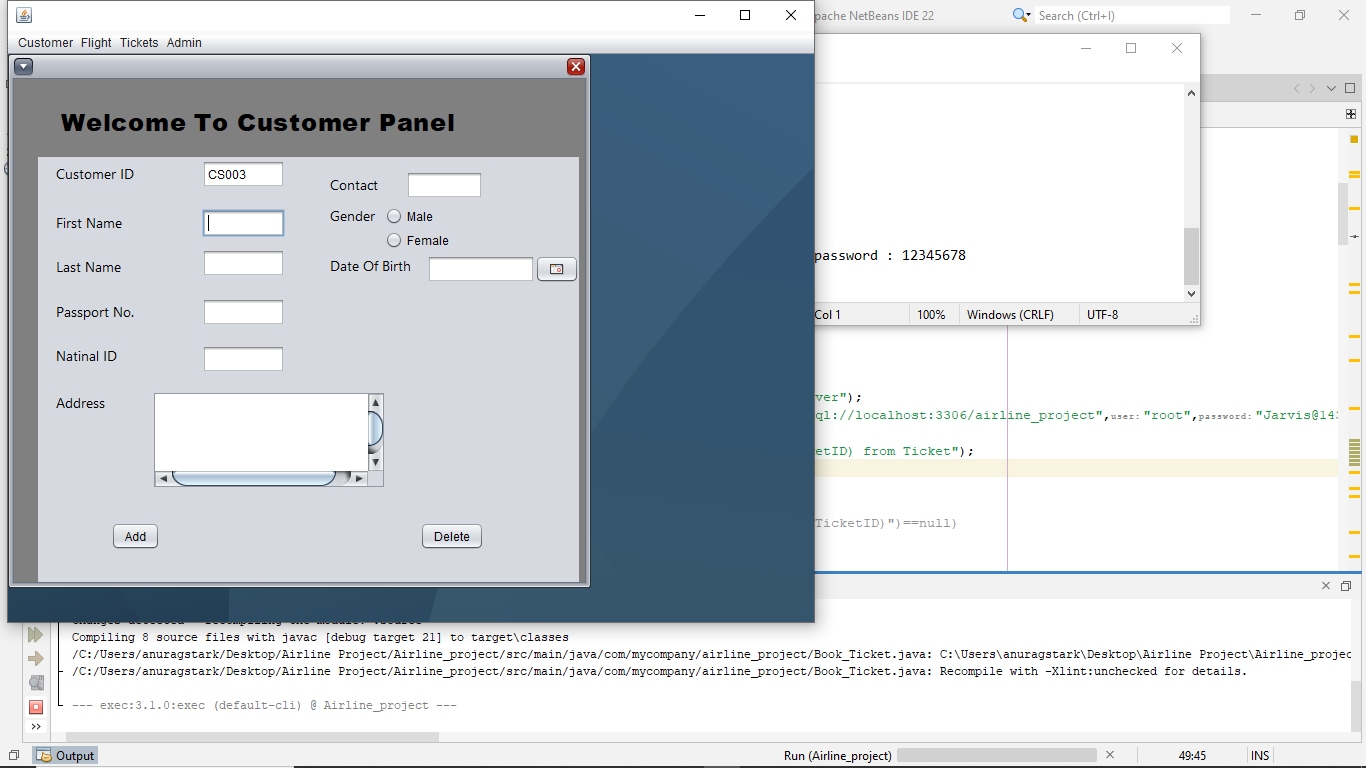 pache NetBeans IDE 22
Search (Ctrl+I)
Customer Flight Tickets Admin
Welcome To Customer Panel
Customer ID CS003
Contact
First Name
Gender Male
Female
Last Name
Date Of Birth
Passport No.
Natinal ID
Address
Add Delete
password : 12345678
Col 1 100% Windows (CRLF) UTF-8
ver");
ql://localhost:3306/airline_project",user:"root",password:"Jarvis@143
etID) from Ticket");
TicketID)")==null)
Compiling 8 source files with javac [debug target 21] to target\classes
/C:/Users/anuragstark/Desktop/Airline Project/Airline_project/src/main/java/com/mycompany/airline_project/Book_Ticket.java: C:\Users\anuragstark\Desktop\Airline Project\Airline_projec
/C:/Users/anuragstark/Desktop/Airline Project/Airline_project/src/main/java/com/mycompany/airline_project/Book_Ticket.java: Recompile with -Xlint:unchecked for details.
--- exec:3.1.0:exec (default-cli) @ Airline_project ---
Output
Run (Airline_project)
49:45
INS